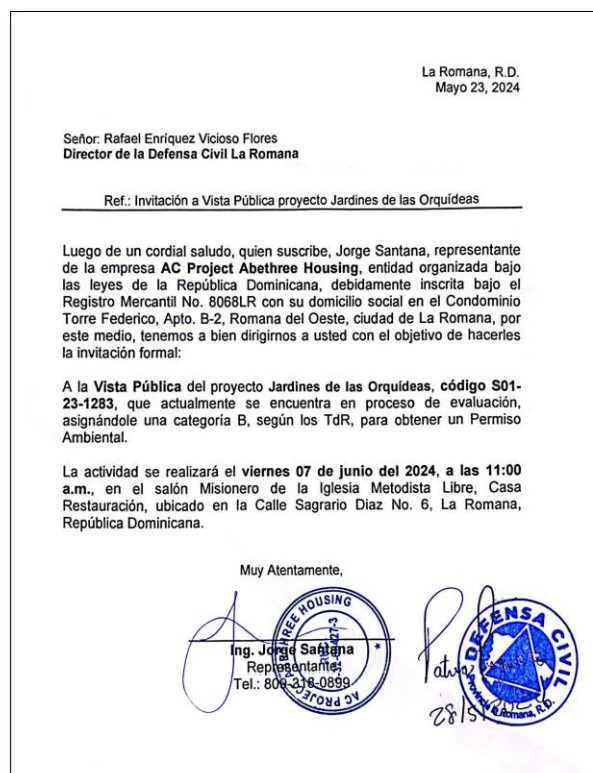 La Romana, R.D.
Mayo 23, 2024
Señor: Rafael Enríquez Vicioso Flores
Director de la Defensa Civil La Romana
Ref.: Invitación a Vista Pública proyecto Jardines de las Orquídeas
Luego de un cordial saludo, quien suscribe, Jorge Santana, representante
de la empresa AC Project Abethree Housing, entidad organizada bajo
las leyes de la República Dominicana, debidamente inscrita bajo el
Registro Mercantil No. 8068LR con su domicilio social en el Condominio
Torre Federico, Apto. B-2, Romana del Oeste, ciudad de La Romana, por
este medio, tenemos a bien dirigirnos a usted con el objetivo de hacerles
la invitación formal:
A la Vista Pública del proyecto Jardines de las Orquídeas, código S01-
23-1283, que actualmente se encuentra en proceso de evaluación,
asignándole una categoría B, según los TdR, para obtener un Permiso
Ambiental.
La actividad se realizará el viernes 07 de junio del 2024, a las 11:00
a.m., en el salón Misionero de la Iglesia Metodista Libre, Casa
Restauración, ubicado en la Calle Sagrario Diaz No. 6, La Romana,
República Dominicana.
Muy Atentamente,
Ing. Jorge Santana
Representante
Tel.: 809-318-0899
AC PROJECT ABETHREE HOUSING
DEFENSA CIVIL
Provincia La Romana, R.D.
28/5/2024